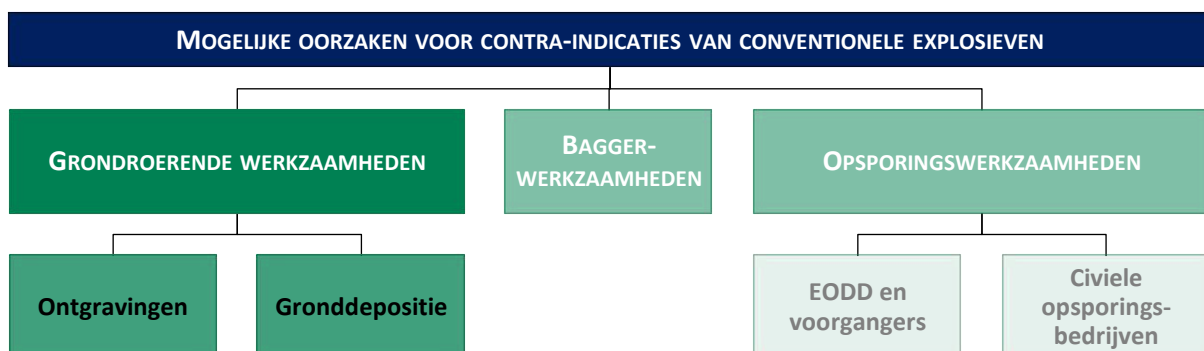 MOGELIJKE OORZAKEN VOOR CONTRA-INDICATIES VAN CONVENTIONELE EXPLOSIEVEN
GRONDROERENDE WERKZAAMHEDEN
BAGGER-
WERKZAAMHEDEN
OPSPORINGSWERKZAAMHEDEN
Ontgravingen
Gronddepositie
EODD en
voorgangers
Civiele
opsporings-
bedrijven